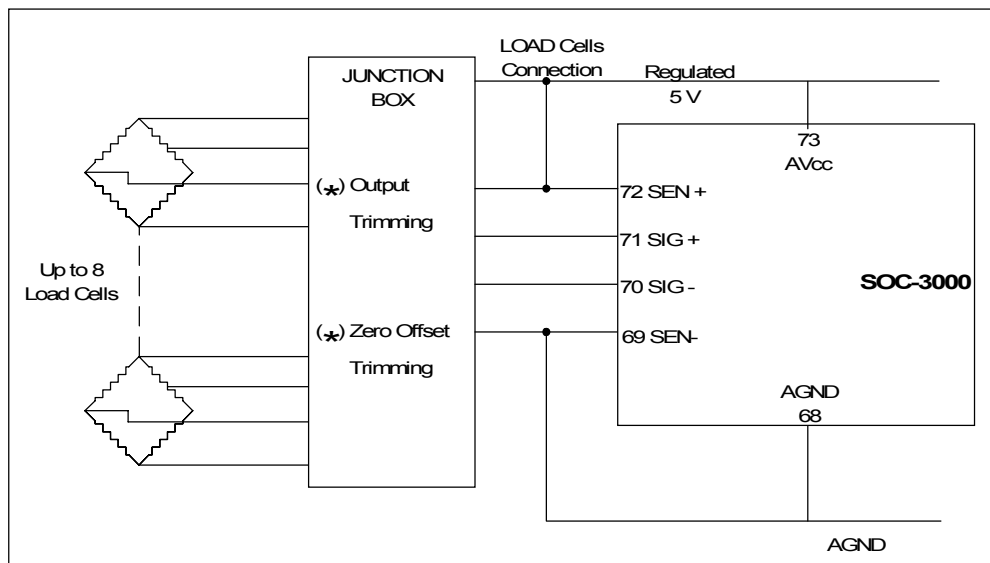 LOAD Cells
Connection
Regulated
5 V
JUNCTION
BOX
73
AVcc
(*) Output
Trimming
72 SEN +
71 SIG +
70 SIG -
69 SEN-
SOC-3000
Up to 8
Load Cells
(*) Zero Offset
Trimming
AGND
68
AGND